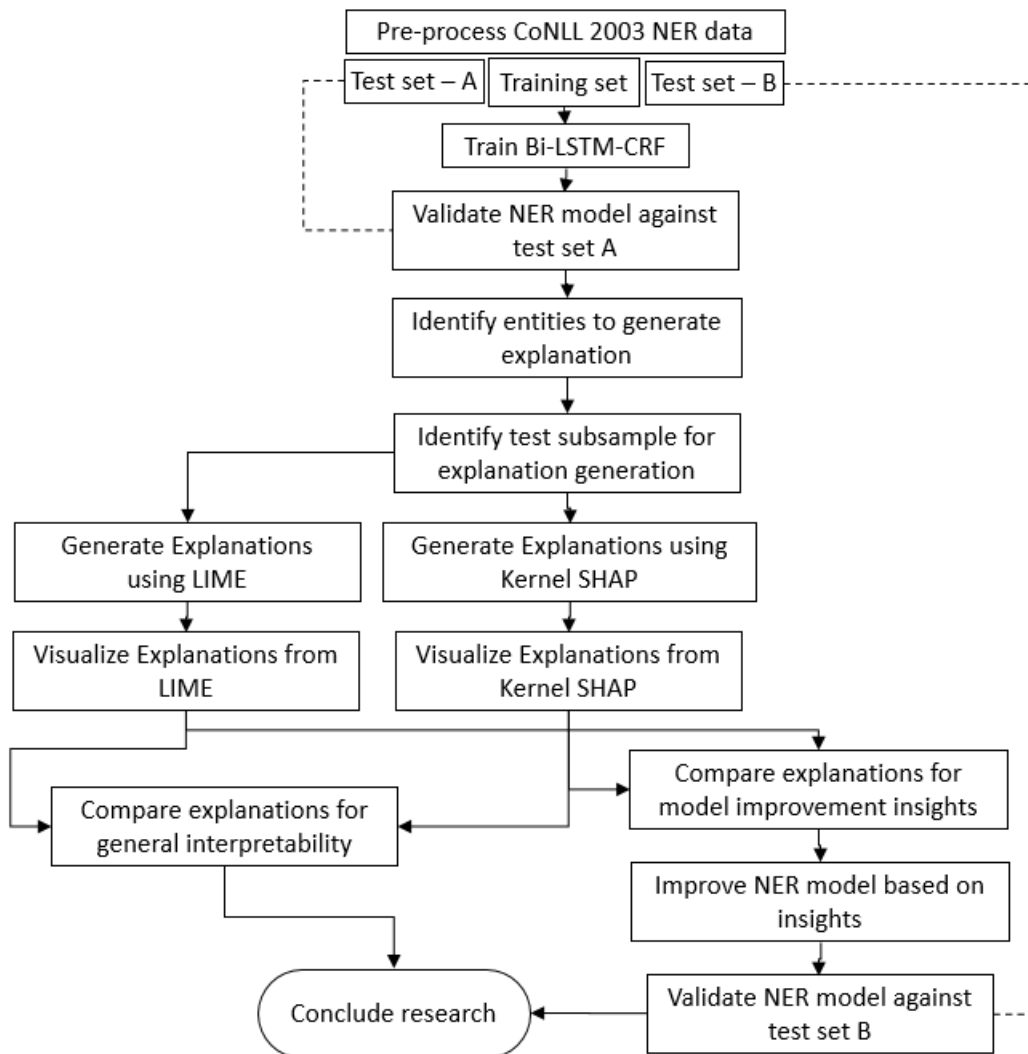 Pre-process CoNLL 2003 NER data
Test set – A
Training set
Test set – B
Train Bi-LSTM-CRF
Validate NER model against
test set A
Identify entities to generate
explanation
Identify test subsample for
explanation generation
Generate Explanations
using LIME
Generate Explanations using
Kernel SHAP
Visualize Explanations from
LIME
Visualize Explanations from
Kernel SHAP
Compare explanations for
general interpretability
Compare explanations for
model improvement insights
Improve NER model based on
insights
Validate NER model against
test set B
Conclude research